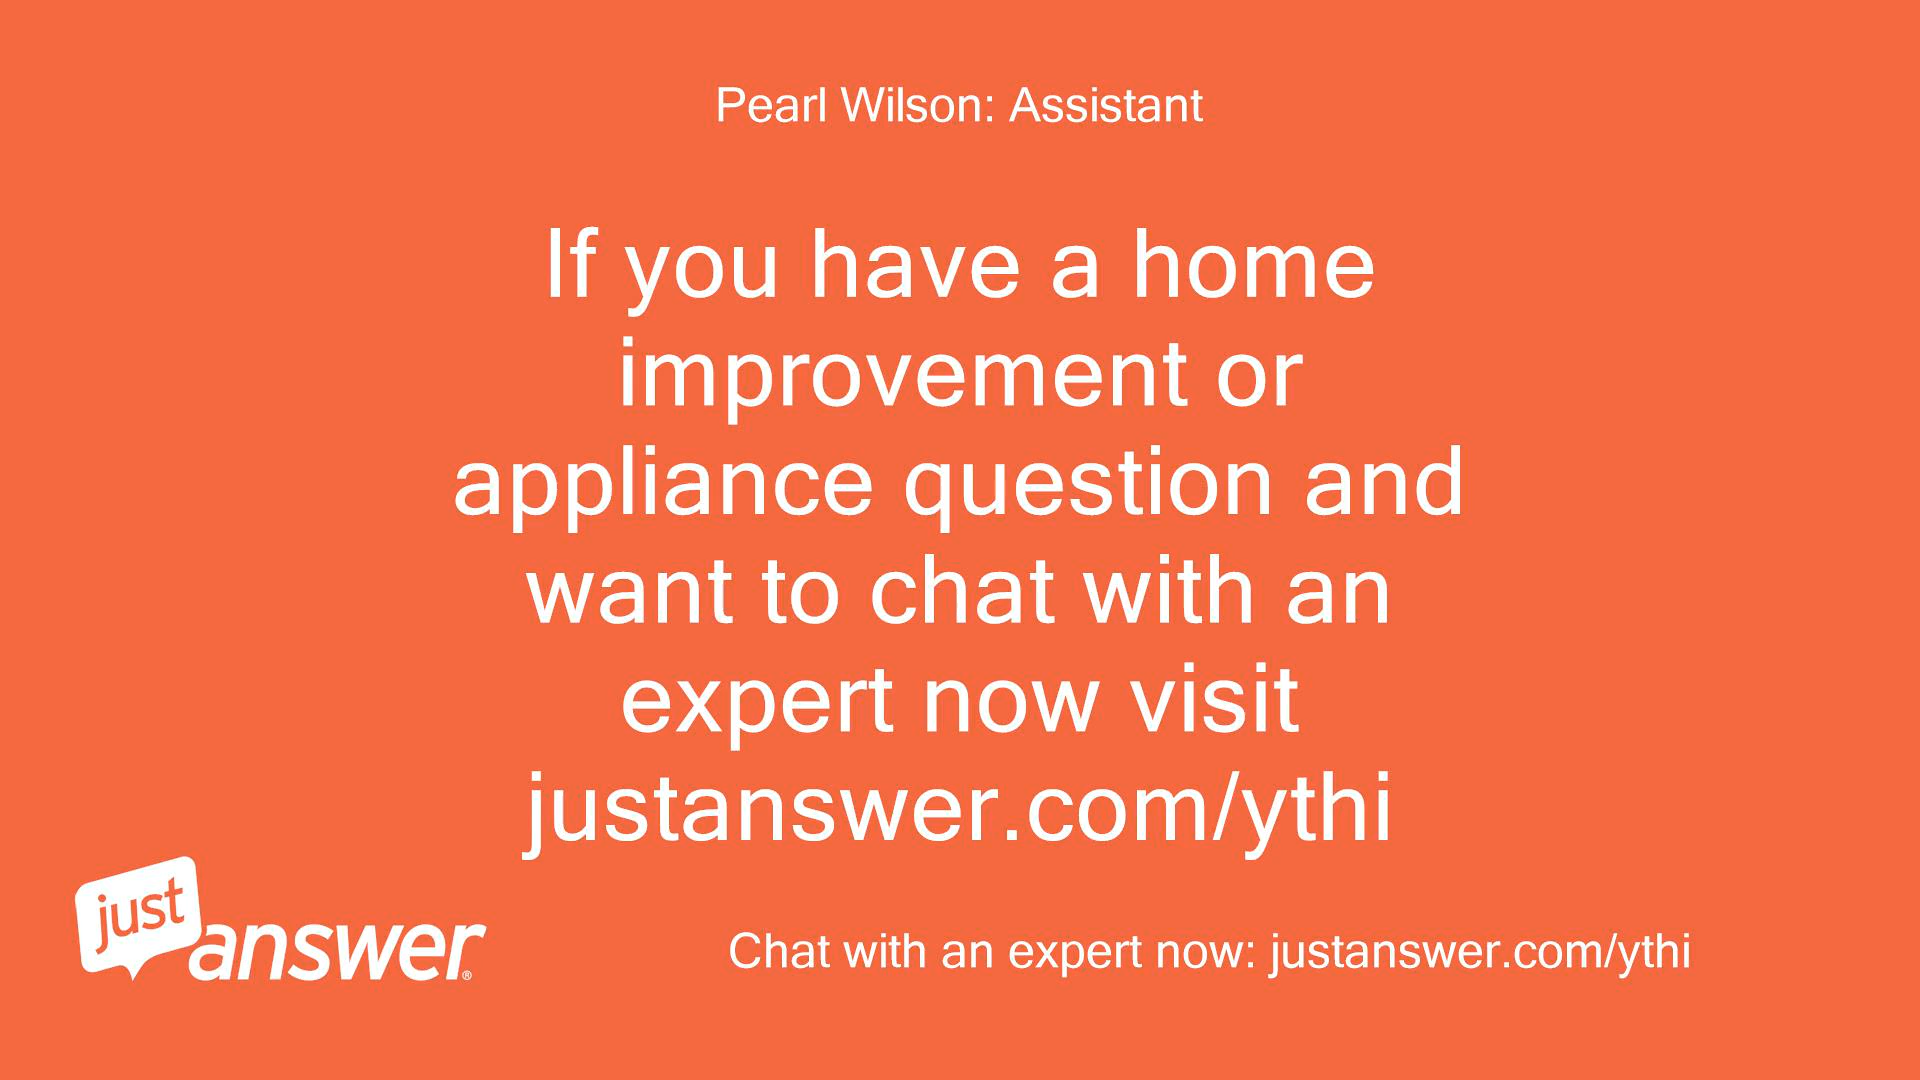 Pearl Wilson: Assistant
If you have a home
improvement or
appliance question and
want to chat with an
expert now visit
justanswer.com/ythi
just
answer®
Chat with an expert now: justanswer.com/ythi